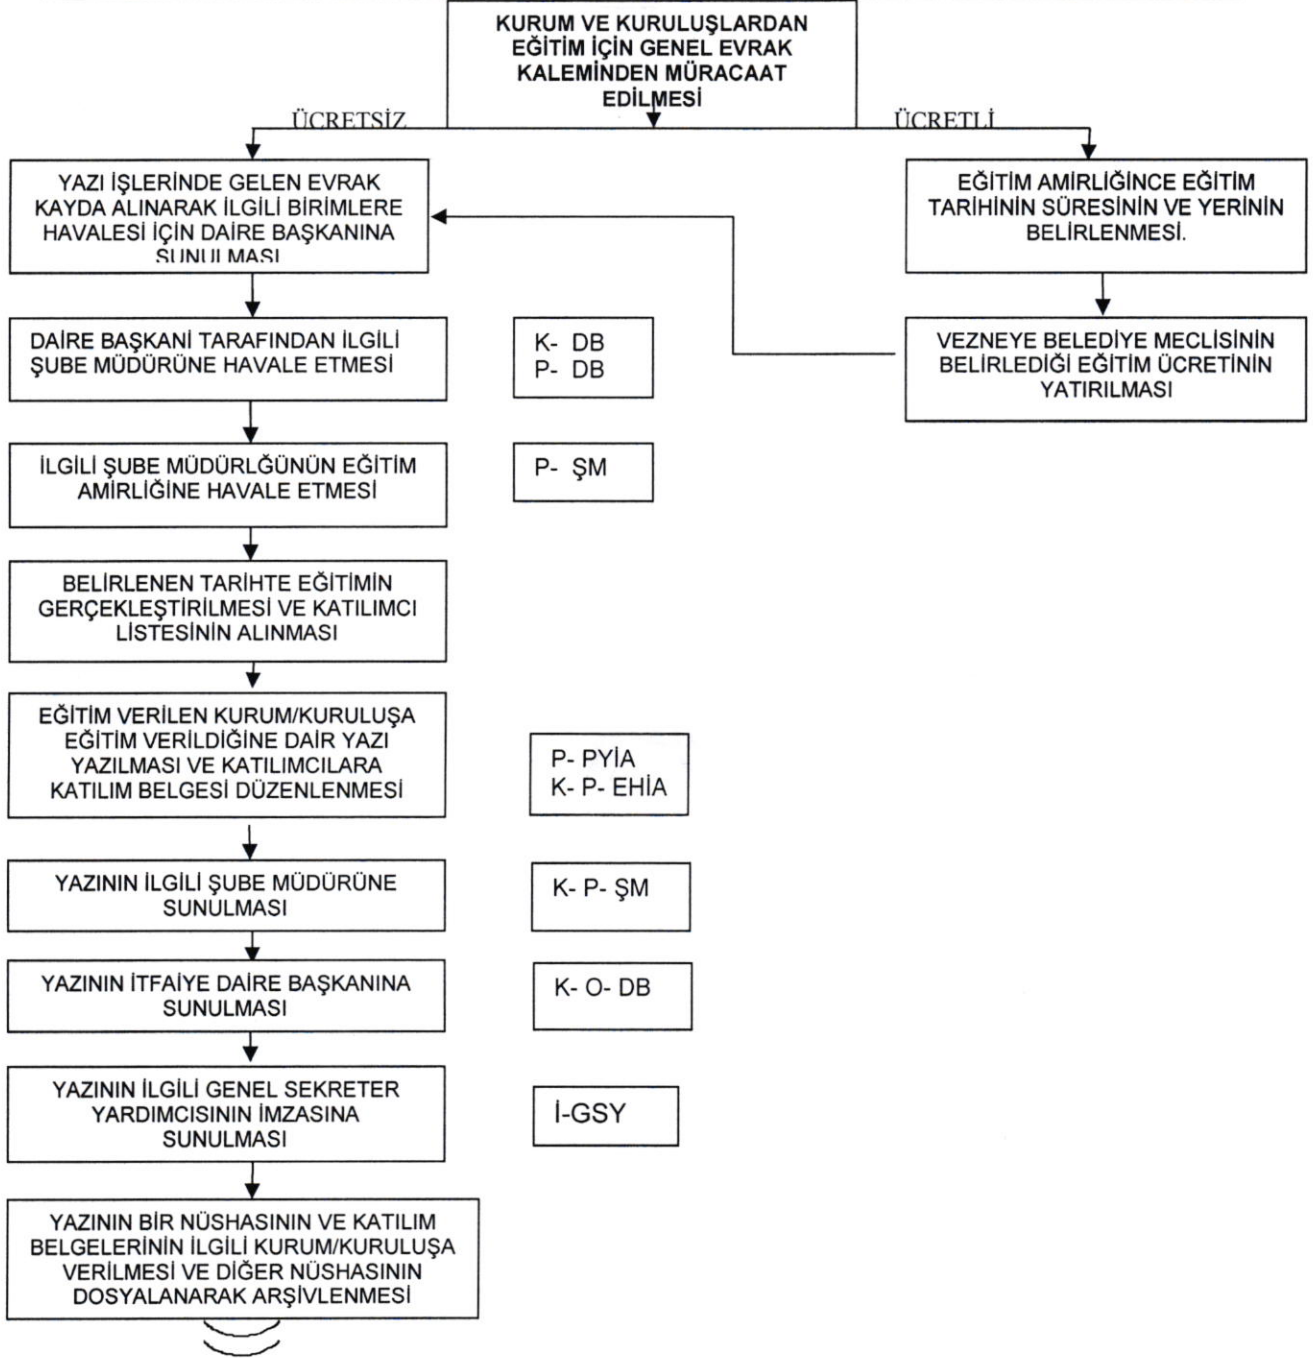 KURUM VE KURULUŞLARDAN
EĞİTİM İÇİN GENEL EVRAK
KALEMİNDEN MÜRACAAT
EDİLMESİ
ÜCRETSİZ
ÜCRETLİ
YAZI İŞLERİNDE GELEN EVRAK
KAYDA ALINARAK İLGİLİ BİRİMLERE
HAVALESİ İÇİN DAİRE BAŞKANINA
SUNULMASI
EĞİTİM AMİRLİĞİNCE EĞİTİM
TARİHİNİN SÜRESİNİN VE YERİNİN
BELİRLENMESİ.
DAİRE BAŞKANİ TARAFINDAN İLGİLİ
ŞUBE MÜDÜRÜNE HAVALE ETMESİ
K- DB
P- DB
VEZNEYE BELEDİYE MECLİSİNİN
BELİRLEDİĞİ EĞİTİM ÜCRETİNİN
YATIRILMASI
İLGİLİ ŞUBE MÜDÜRLĞÜNÜN EĞİTİM
AMİRLİĞİNE HAVALE ETMESİ
P- ŞM
BELİRLENEN TARİHTE EĞİTİMİN
GERÇEKLEŞTİRİLMESİ VE KATILIMCI
LİSTESİNİN ALINMASI
EĞİTİM VERİLEN KURUM/KURULUŞA
EĞİTİM VERİLDİĞİNE DAİR YAZI
YAZILMASI VE KATILIMCILARA
KATILIM BELGESİ DÜZENLENMESİ
P- PYİA
K- P- EHİA
YAZININ İLGİLİ ŞUBE MÜDÜRÜNE
SUNULMASI
K- P- ŞM
YAZININ İTFAİYE DAİRE BAŞKANINA
SUNULMASI
K- O- DB
YAZININ İLGİLİ GENEL SEKRETER
YARDIMCISININ İMZASINA
SUNULMASI
İ-GSY
YAZININ BİR NÜSHASININ VE KATILIM
BELGELERİNİN İLGİLİ KURUM/KURULUŞA
VERİLMESİ VE DİĞER NÜSHASININ
DOSYALANARAK ARŞİVLENMESİ